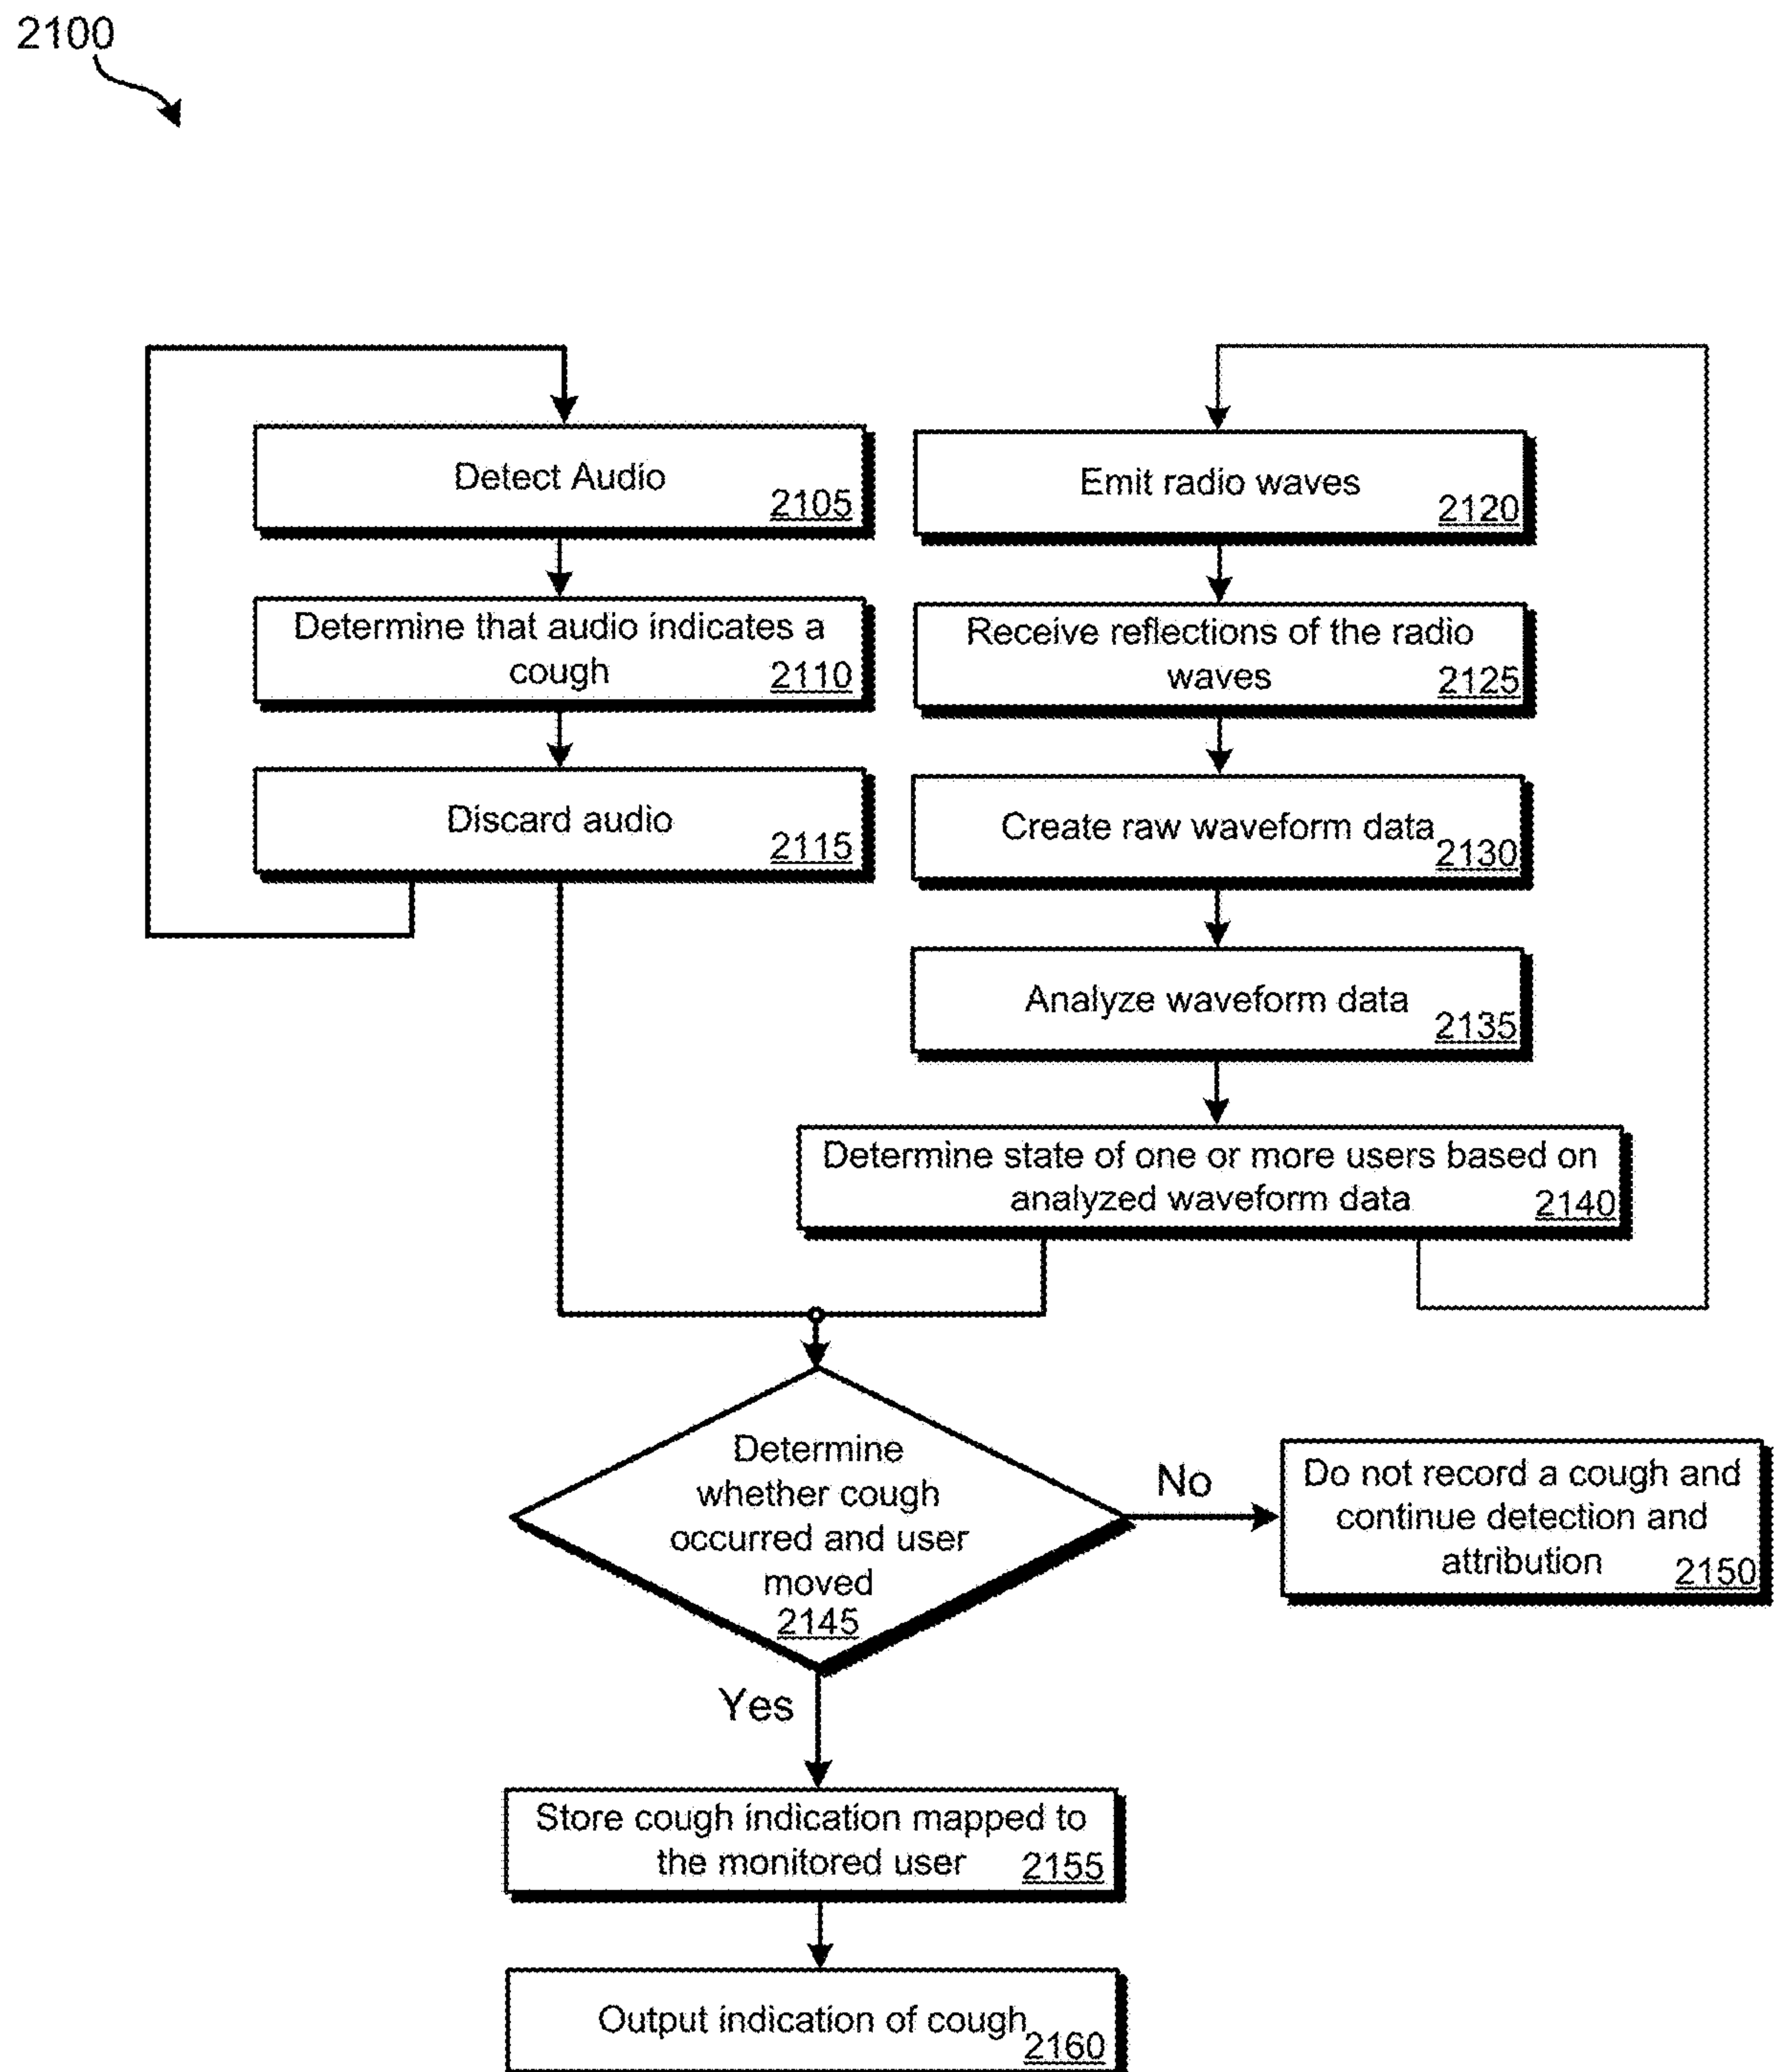 2100
Detect Audio
2105
Determine that audio indicates a
cough
2110
Discard audio
2115
Emit radio waves
2120
Receive reflections of the radio
waves
2125
Create raw waveform data
2130
Analyze waveform data
2135
Determine state of one or more users based on
analyzed waveform data
2140
Determine
whether cough
occurred and user
moved
2145
No
Do not record a cough and
continue detection and
attribution
2150
Yes
Store cough indication mapped to
the monitored user
2155
Output indication of cough
2160